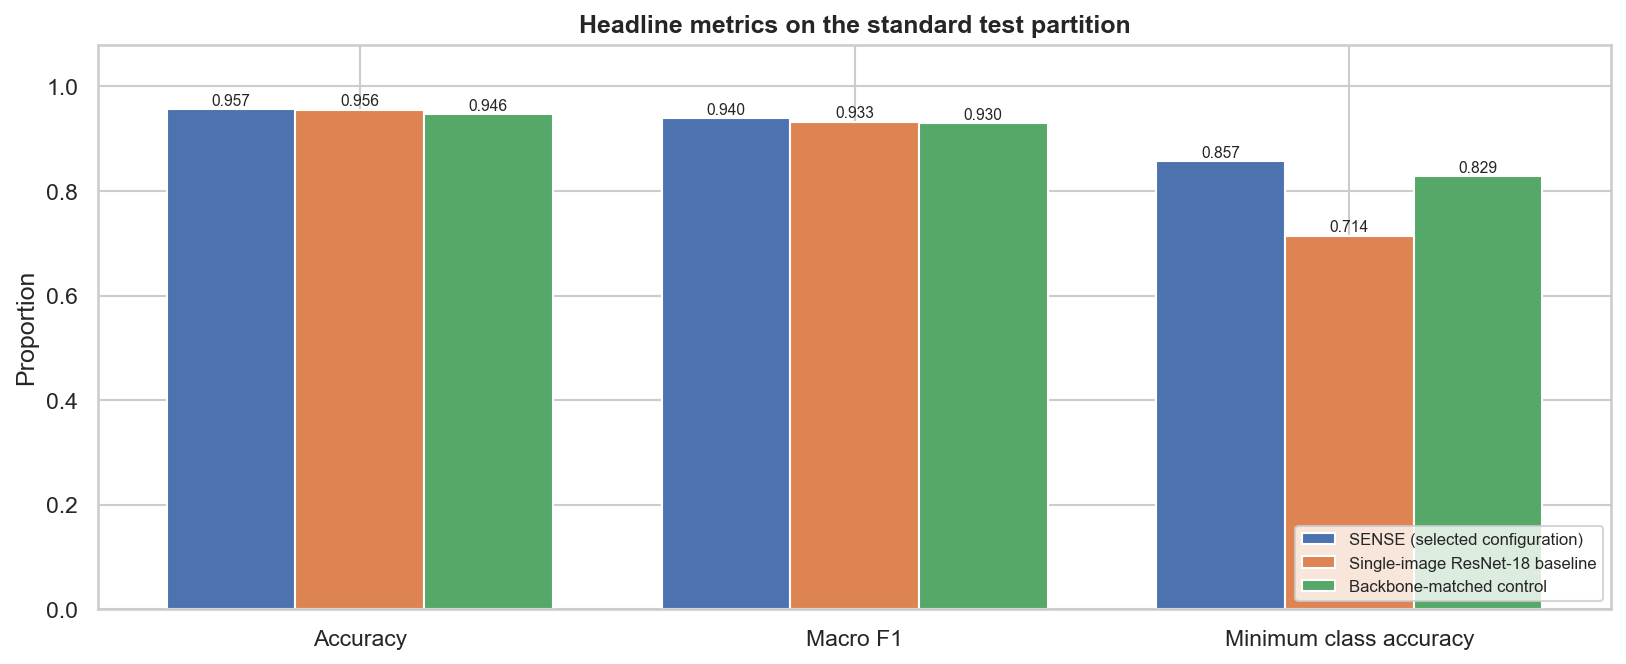 Headline metrics on the standard test partition
Proportion
1.0
0.8
0.6
0.4
0.2
0.0
0.957
0.956
0.946
0.940
0.933
0.930
0.857
0.714
0.829
SENSE (selected configuration)
Single-image ResNet-18 baseline
Backbone-matched control
Accuracy
Macro F1
Minimum class accuracy